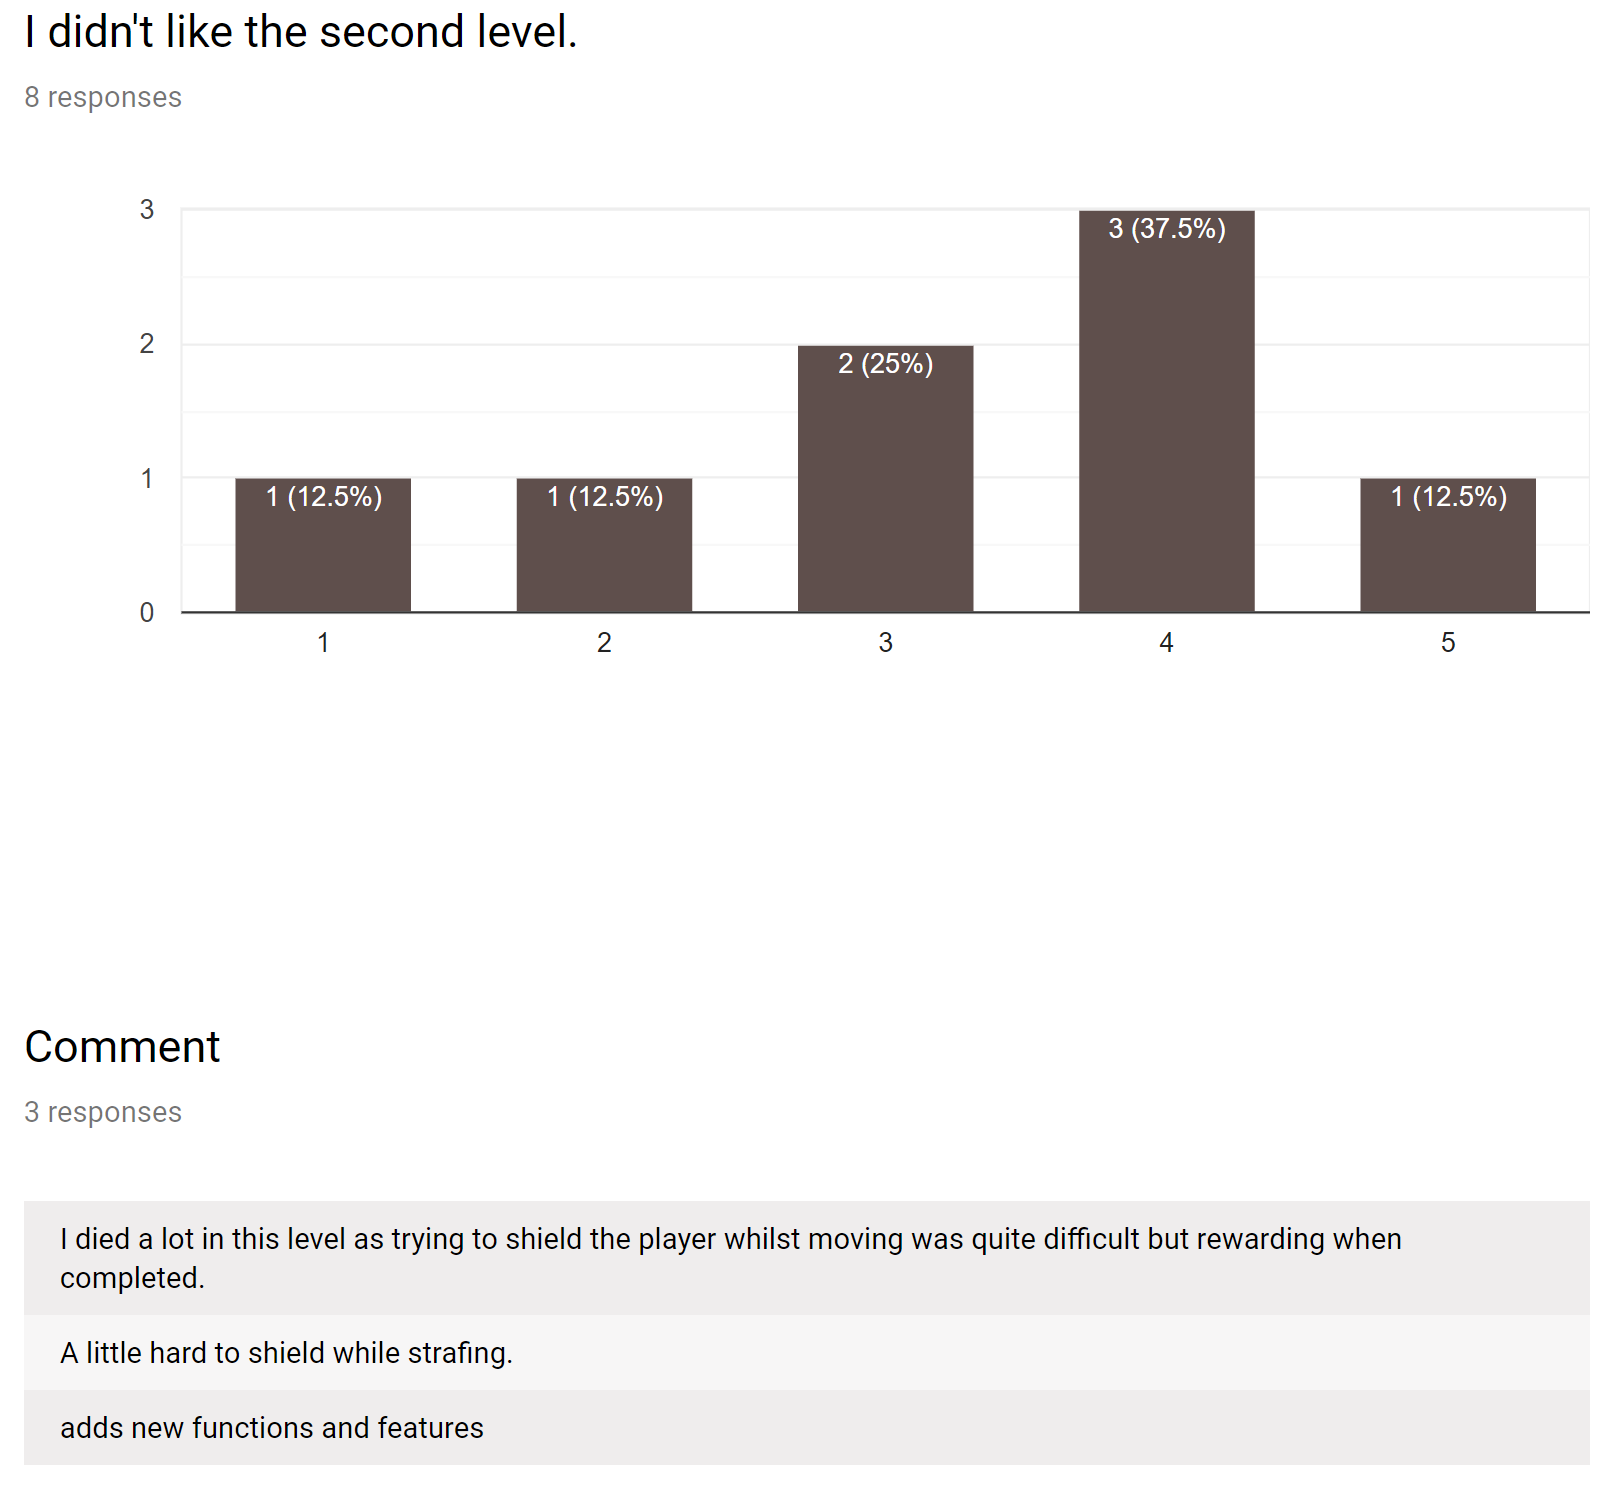 I didn't like the second level.
8 responses
3
2
1
0
1 (12.5%)
1 (12.5%)
2 (25%)
3 (37.5%)
1 (12.5%)
1
2
3
4
5
Comment
3 responses
I died a lot in this level as trying to shield the player whilst moving was quite difficult but rewarding when
completed.
A little hard to shield while strafing.
adds new functions and features